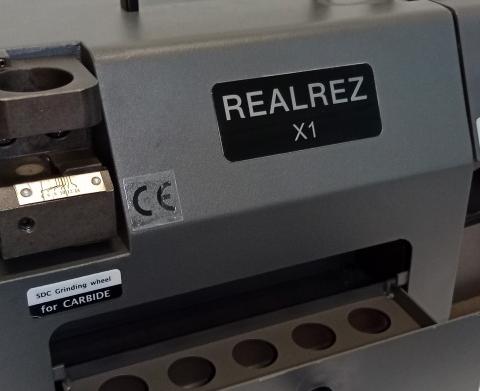 REALREZ
X1
CE
SDC Grinding wheel
for CARBIDE